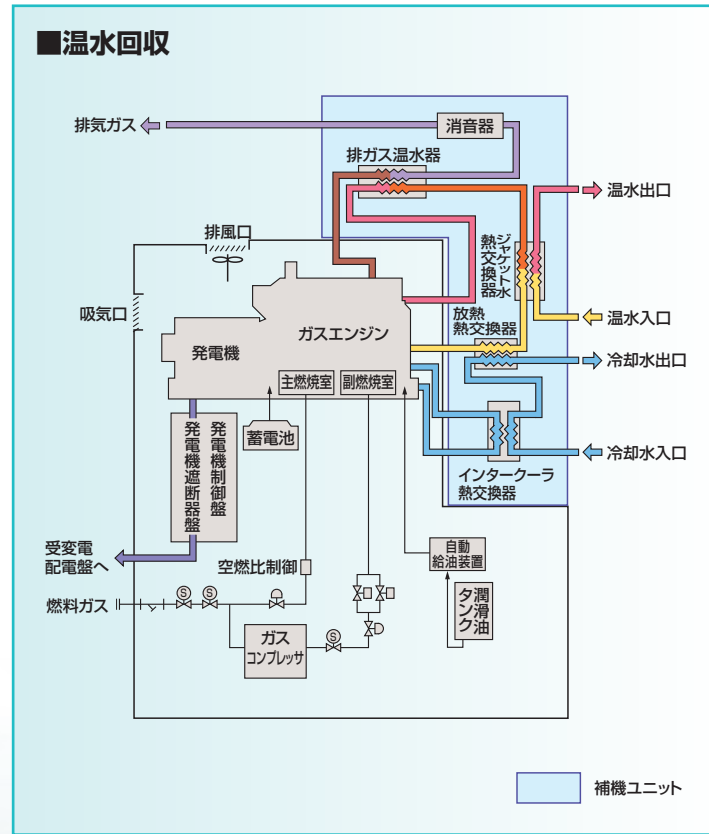 ■温水回収
排気ガス
消音器
排ガス温水器
温水出口
排風口
ジャケット水
熱交換器
吸気口
放熱
熱交換器
温水入口
ガスエンジン
発電機
冷却水出口
主燃焼室
副燃焼室
蓄電池
発電機制御盤
発電機遮断器盤
冷却水入口
インタークーラ
熱交換器
受変電
配電盤へ
空燃比制御
自動
給油装置
燃料ガス
S
S
潤滑油
タンク
S
ガス
コンプレッサ
補機ユニット